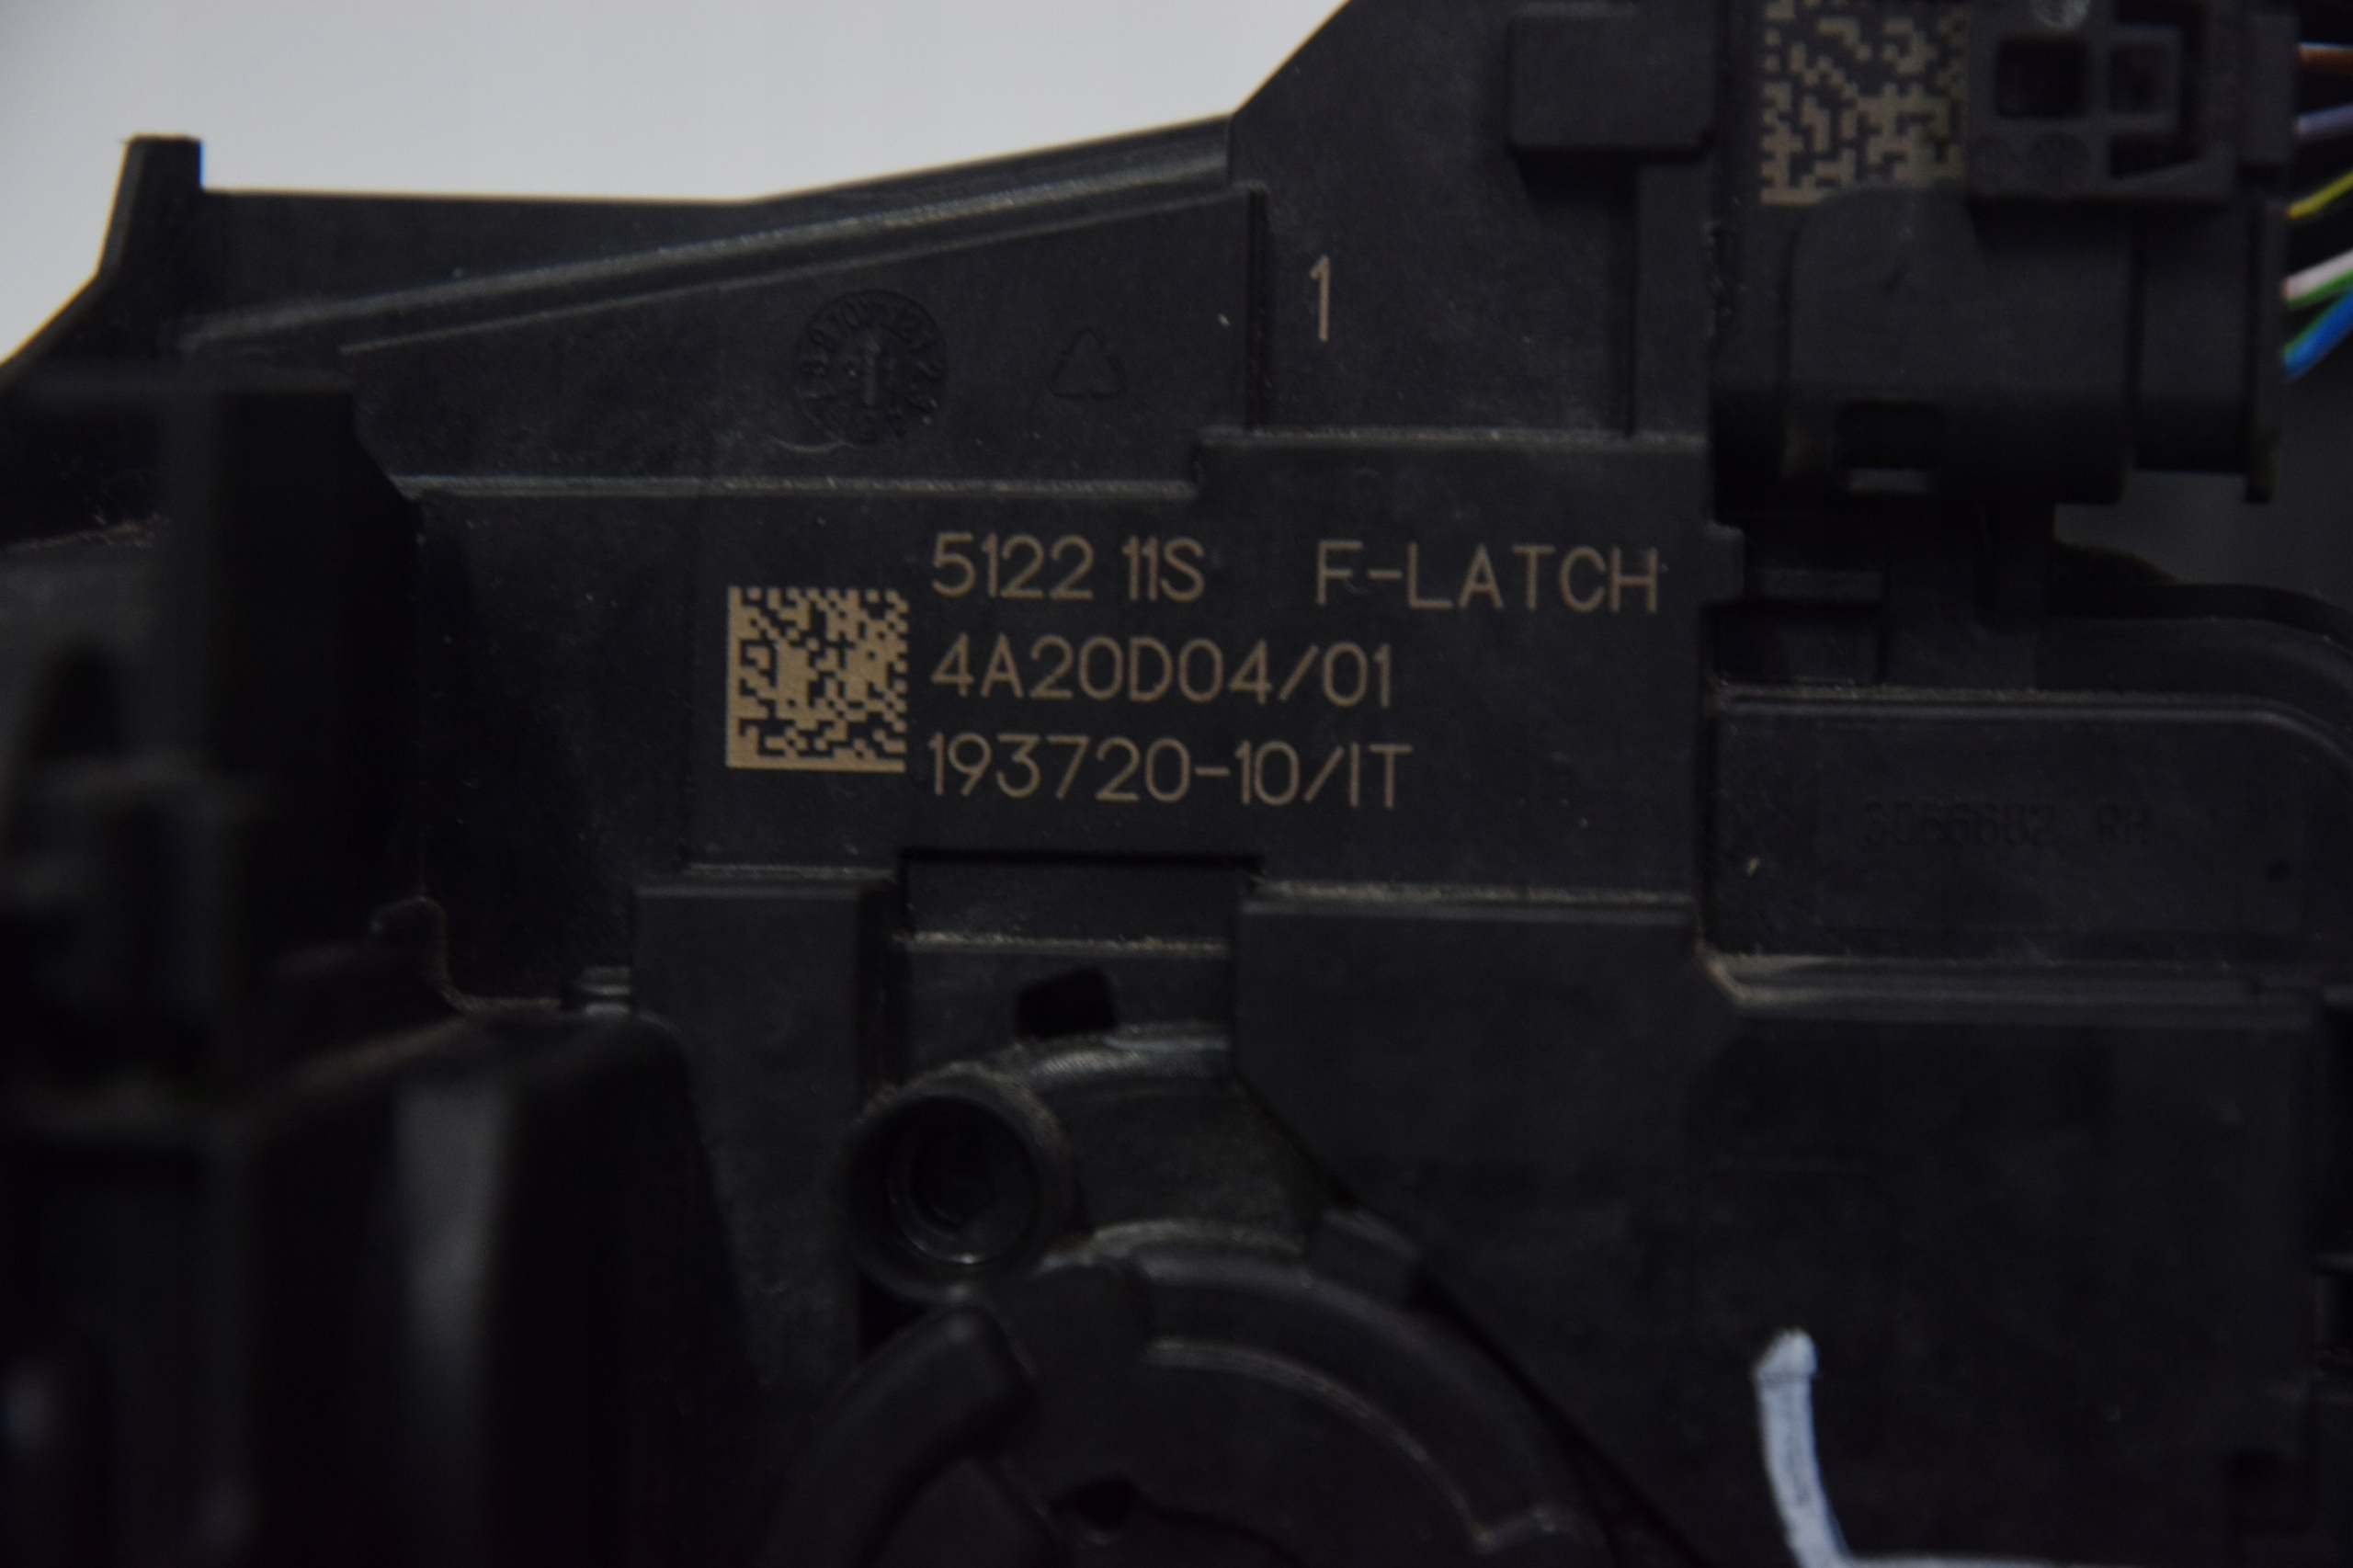 1
5122 11S F-LATCH
4A20D04/01
193720-10/IT